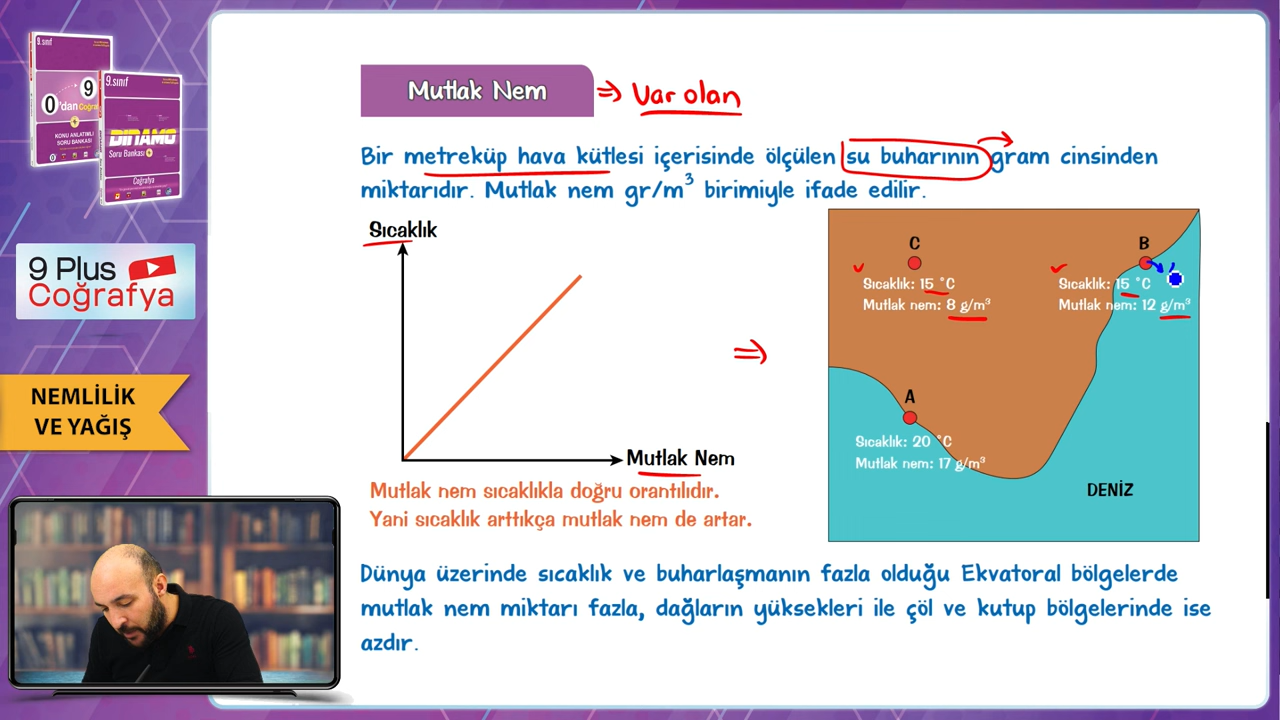 9.sınıf
9
0'dan Coğra
KONU ANLATIMLI
SORU BANKASI
9.sınıf
DINAMO
Soru Bankası
Coğrafya
9 Plus
Coğrafya
NEMLİLİK
VE YAĞIŞ
Mutlak Nem ⇒ Var olan
Bir metreküp hava kütlesi içerisinde ölçülen su buharının gram cinsinden
miktarıdır. Mutlak nem gr/m³ birimiyle ifade edilir.
Sıcaklık
Mutlak Nem
Mutlak nem sıcaklıkla doğru orantılıdır.
Yani sıcaklık arttıkça mutlak nem de artar.
⇒
C
Sıcaklık: 15 °C
Mutlak nem: 8 g/m³
B
Sıcaklık: 15 °C
Mutlak nem: 12 g/m³
A
Sıcaklık: 20 °C
Mutlak nem: 17 g/m³
DENİZ
Dünya üzerinde sıcaklık ve buharlaşmanın fazla olduğu Ekvatoral bölgelerde
mutlak nem miktarı fazla, dağların yüksekleri ile çöl ve kutup bölgelerinde ise
azdır.